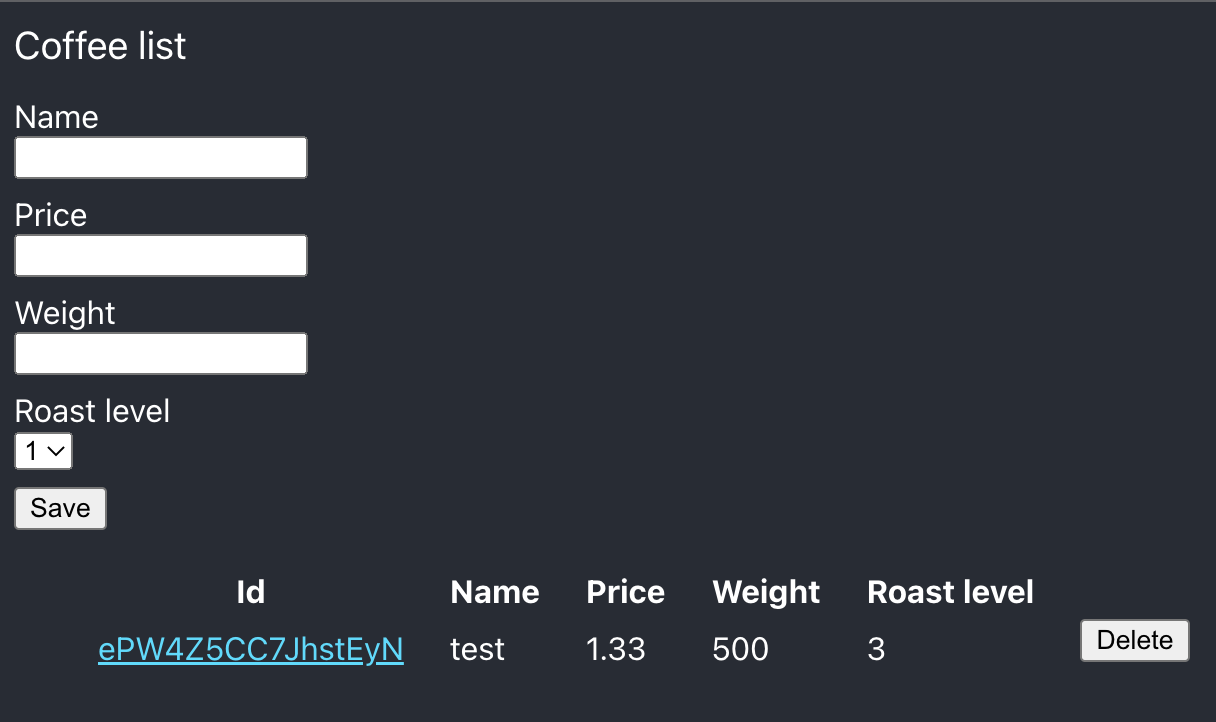 Coffee list
Name
Price
Weight
Roast level
1
Save
Id Name Price Weight Roast level
ePW4Z5CC7JhstEyN test 1.33 500 3 Delete